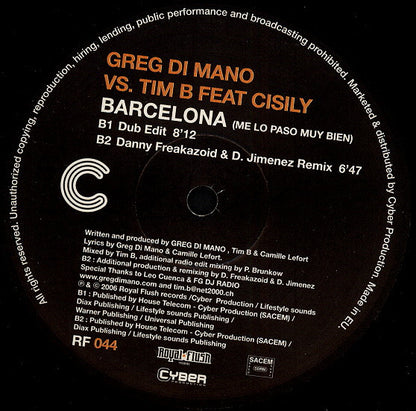 All rights reserved. Unauthorized copying, reproduction, hiring, lending, public performance and broadcasting prohibited. Marketed & distributed by Cyber Production. Made in EU.
GREG DI MANO
VS. TIM B FEAT CISILY
BARCELONA (ME LO PASO MUY BIEN)
B1 Dub Edit 8'12
B2 Danny Freakazoid & D. Jimenez Remix 6'47
C
Written and produced by GREG DI MANO , Tim B & Camille Lefort
Lyrics by Greg Di Mano & Camille Lefort.
Mixed by Tim B, additional radio edit mixing by P. Brunkow
B2 : Additional production & remixing by D. Freakazoid & D. Jimenez
Special Thanks to Leo Cuenca & FG DJ RADIO
www.gregdimano.com and tim.b@net2000.ch
℗ & © 2006 Royal Flush records /Cyber Production / Lifestyle sounds
B1 : Published by House Telecom - Cyber Production (SACEM) /
Diax Publishing / Lifestyle sounds Publishing /
Warner Publishing / Universal Publishing
B2 : Published by House Telecom - Cyber Production (SACEM) /
Diax Publishing / Lifestyle sounds Publishing
RF 044
Royal Flush
CYBER
PRODUCTION
SACEM